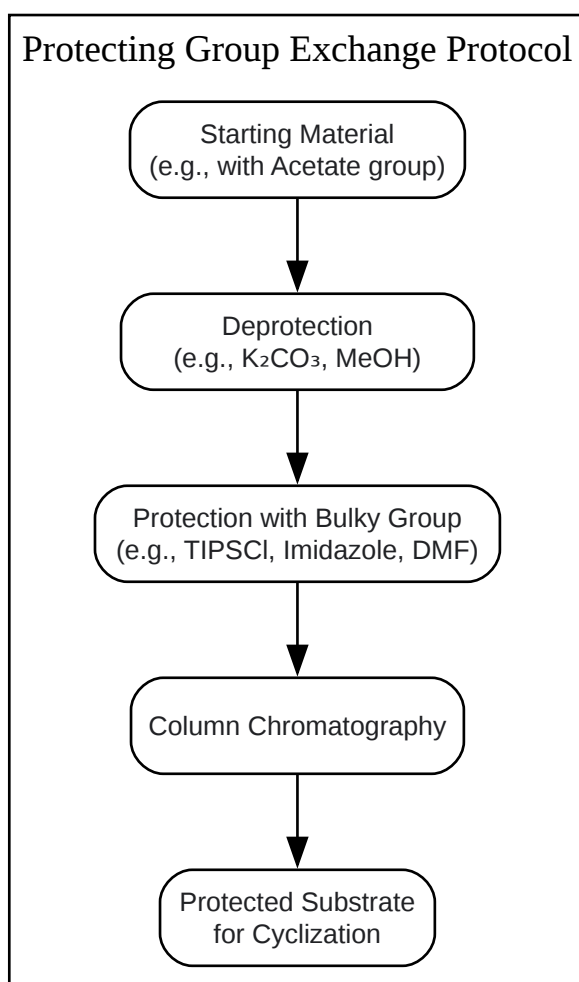 Protecting Group Exchange Protocol
Starting Material
(e.g., with Acetate group)
Deprotection
(e.g., K₂CO₃, MeOH)
Protection with Bulky Group
(e.g., TIPSCl, Imidazole, DMF)
Column Chromatography
Protected Substrate
for Cyclization